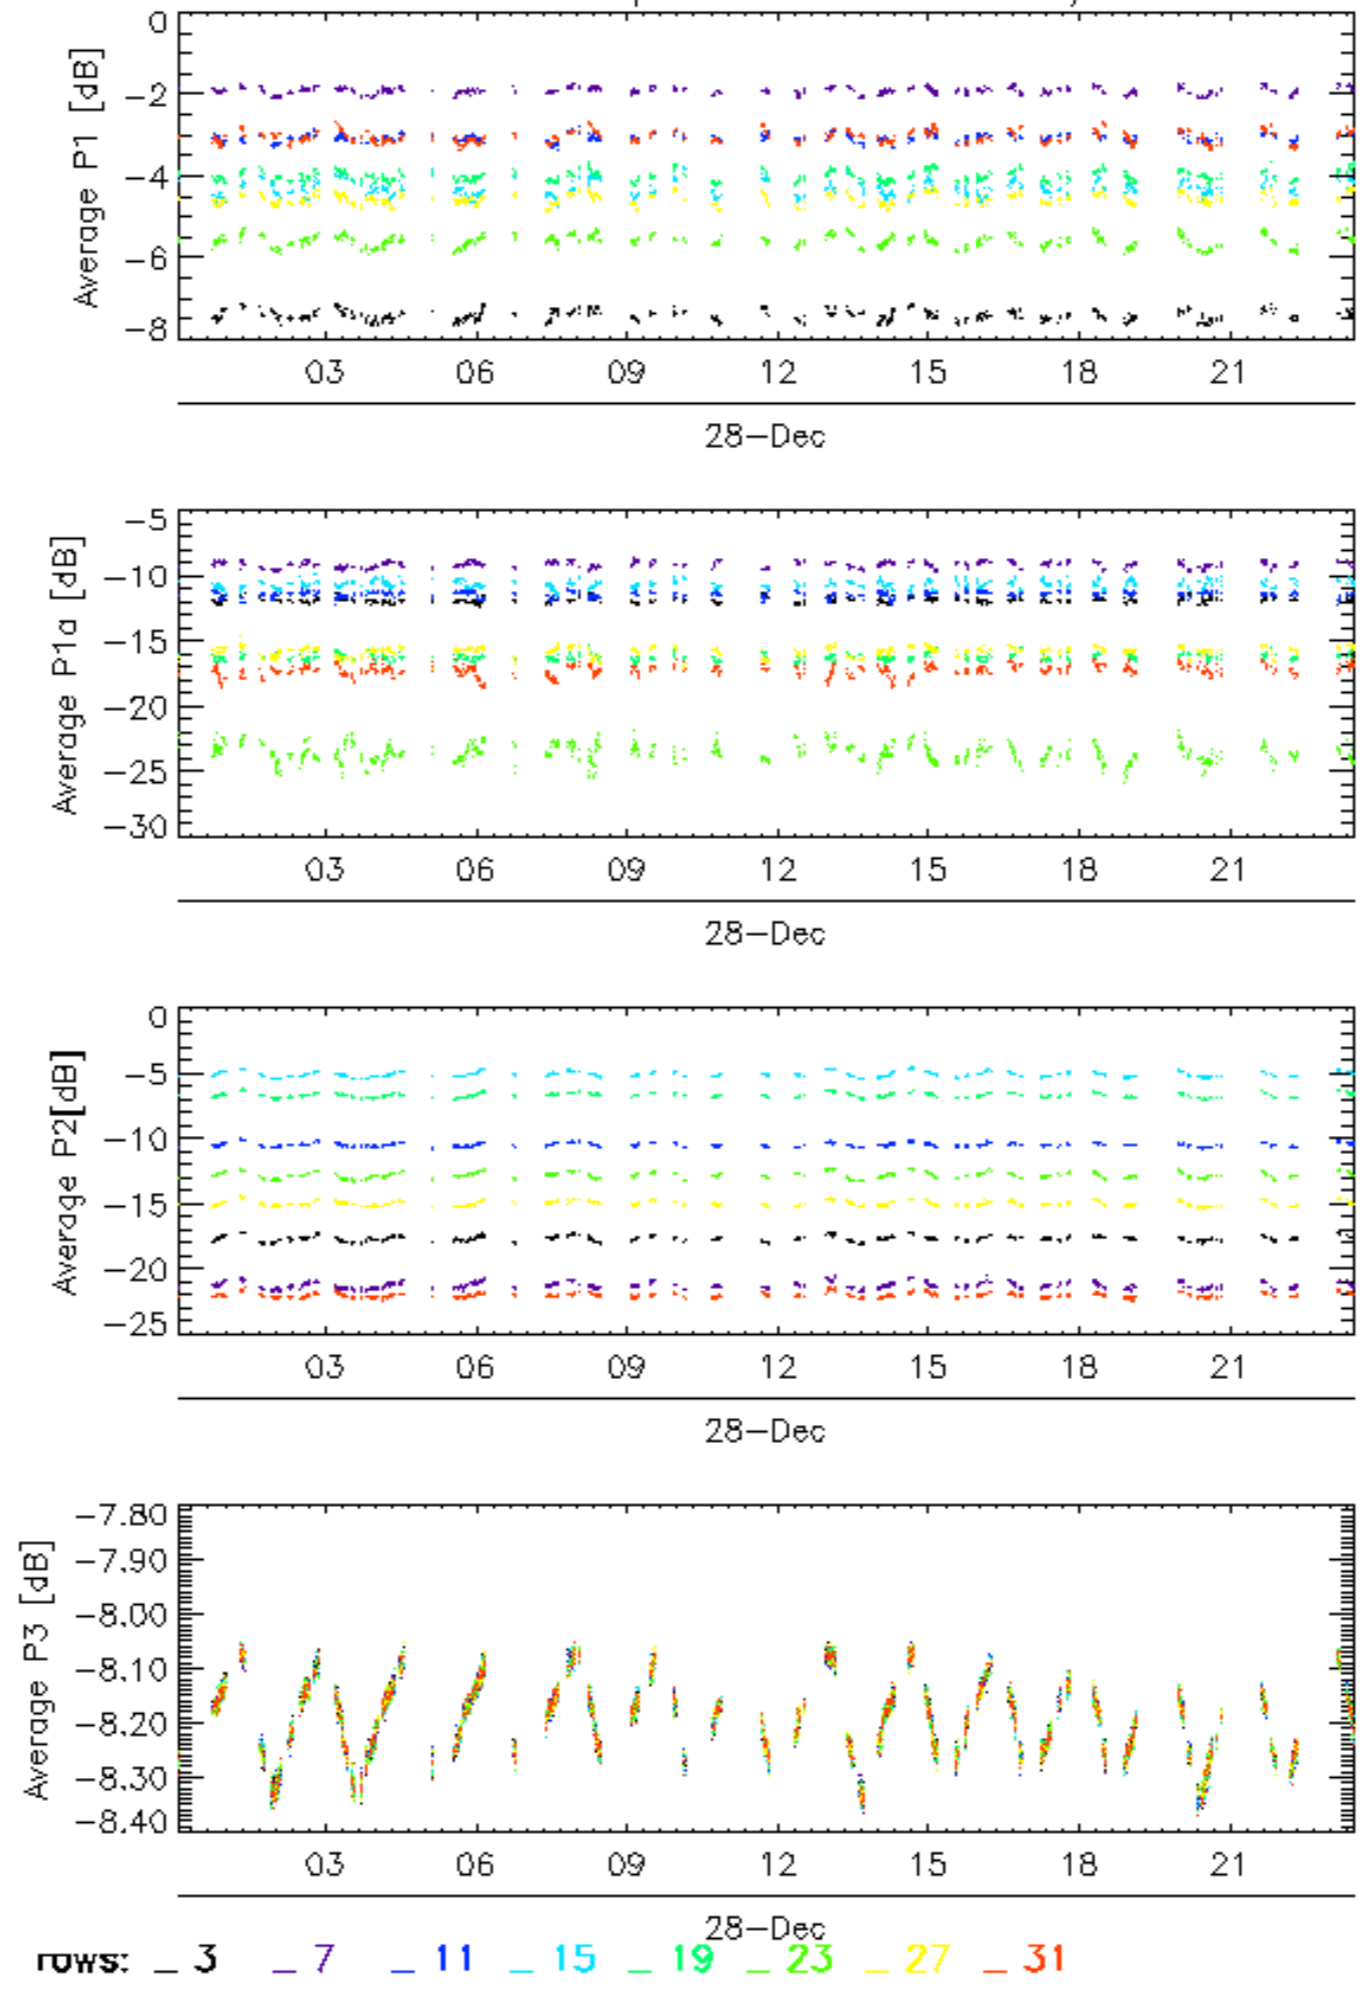 0
-2
-4
-6
-8
Average P1 [dB]
03 06 09 12 15 18 21
28-Dec
-5
-10
-15
-20
-25
-30
Average P1a [dB]
03 06 09 12 15 18 21
28-Dec
0
-5
-10
-15
-20
-25
Average P2[dB]
03 06 09 12 15 18 21
28-Dec
-7.80
-7.90
-8.00
-8.10
-8.20
-8.30
-8.40
Average P3 [dB]
03 06 09 12 15 18 21
28-Dec
rows: _ 3 _ 7 _ 11 _ 15 _ 19 _ 23 _ 27 _ 31